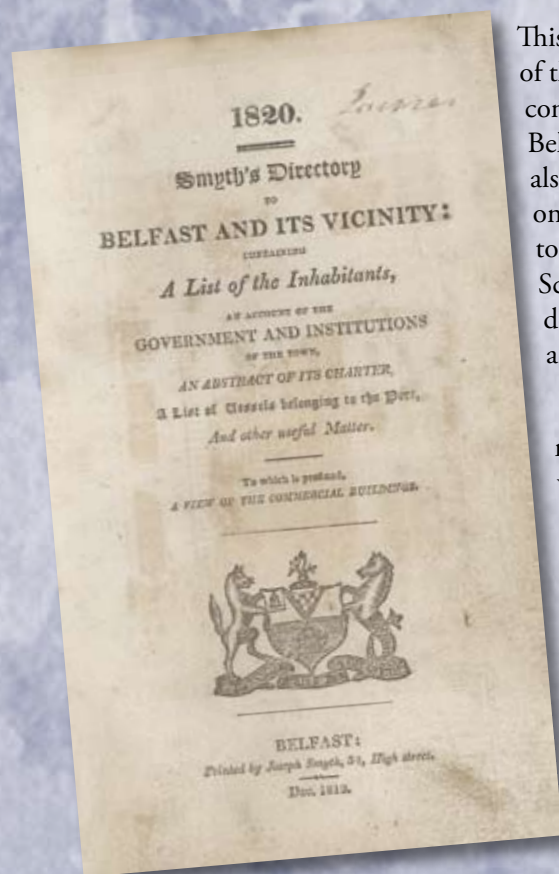 1820.
Smyth's Directory
TO
BELFAST AND ITS VICINITY:
CONTAINING
A List of the Inhabitants,
AN ACCOUNT OF THE
GOVERNMENT AND INSTITUTIONS
OF THE TOWN,
AN ABSTRACT OF ITS CHARTER,
A List of Vessels belonging to the Port,
And other useful Matter.
To which is prefixed,
A VIEW OF THE COMMERCIAL BUILDINGS.
BELFAST:
Printed by Joseph Smyth, 34, High street.
Dec. 1819.
This
of
Bel
als
on
to
Sc
d
a